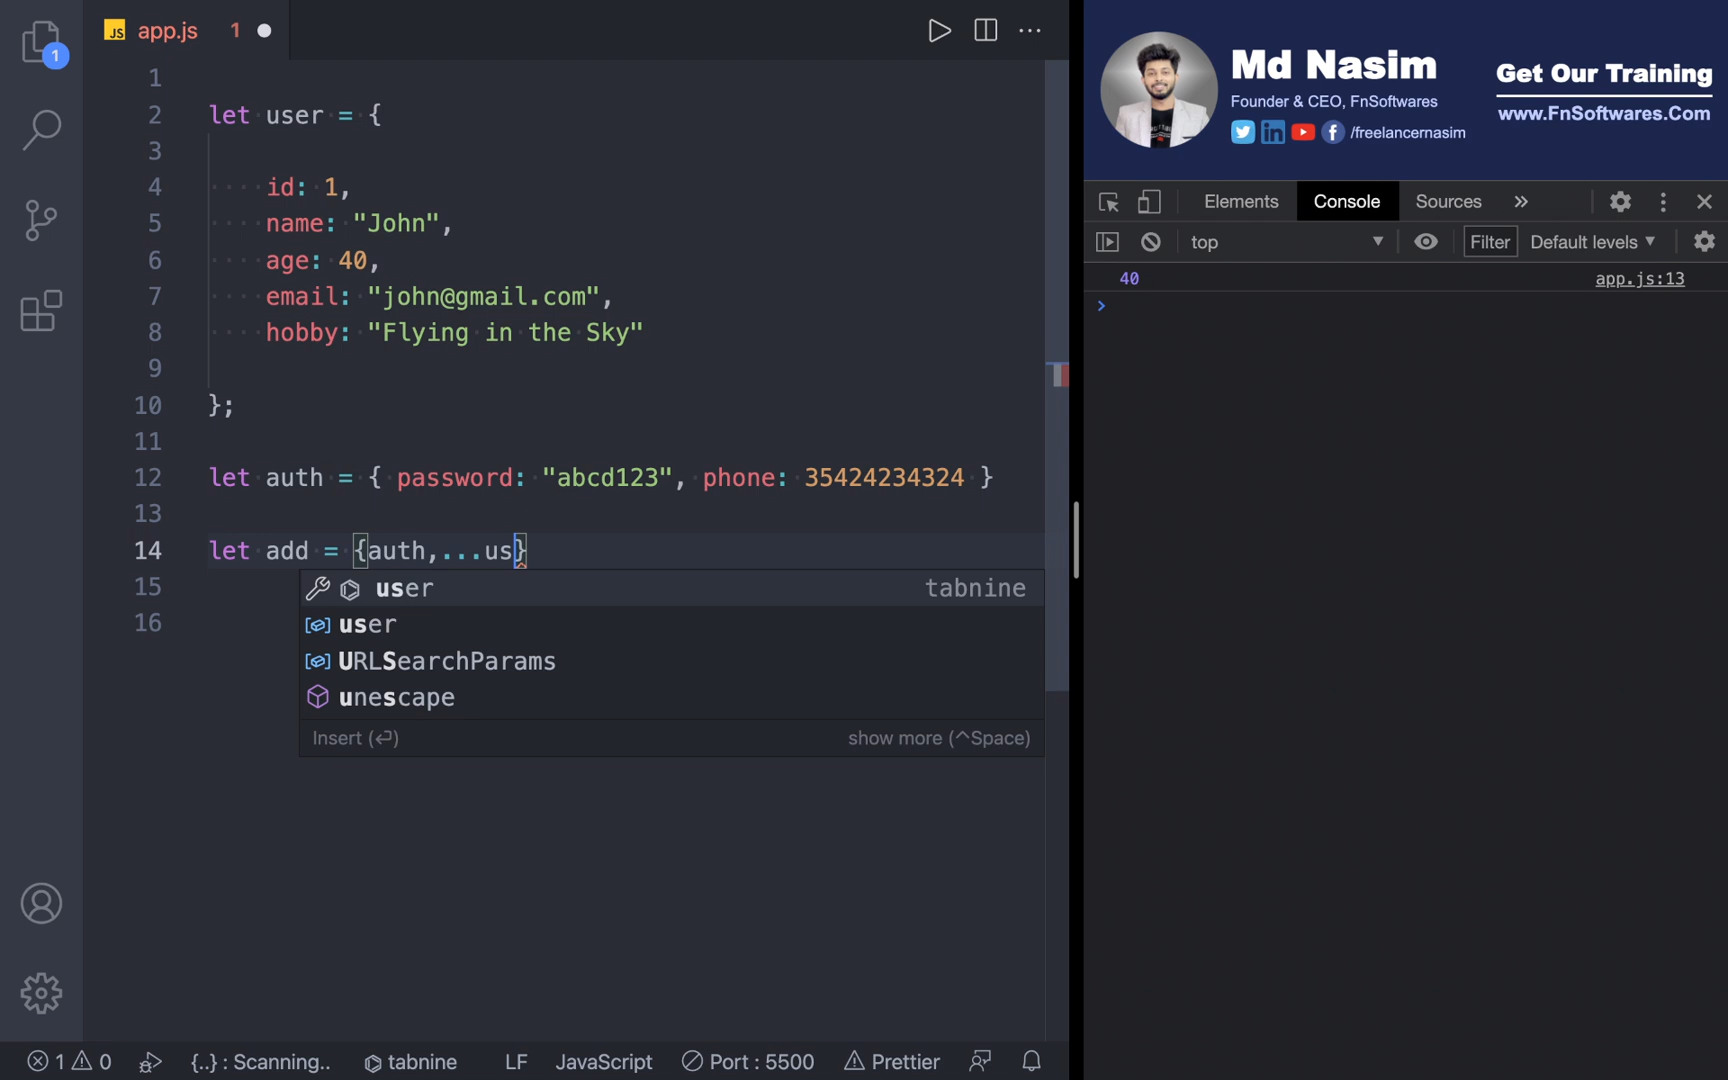 JS app.js 1
1
1
2 let user = {
3
4 id: 1,
5 name: "John",
6 age: 40,
7 email: "john@gmail.com",
8 hobby: "Flying in the Sky"
9
10 };
11
12 let auth = { password: "abcd123", phone: 35424234324 }
13
14 let add = {auth,...us}
15 user tabnine
16 user
URLSearchParams
unescape
Insert (⏎) show more (^Space)
1 0 {..} : Scanning.. tabnine LF JavaScript Port : 5500 Prettier
Md Nasim
Founder & CEO, FnSoftwares
/freelancernasim
Get Our Training
www.FnSoftwares.Com
Elements Console Sources »
top Filter Default levels
40 app.js:13